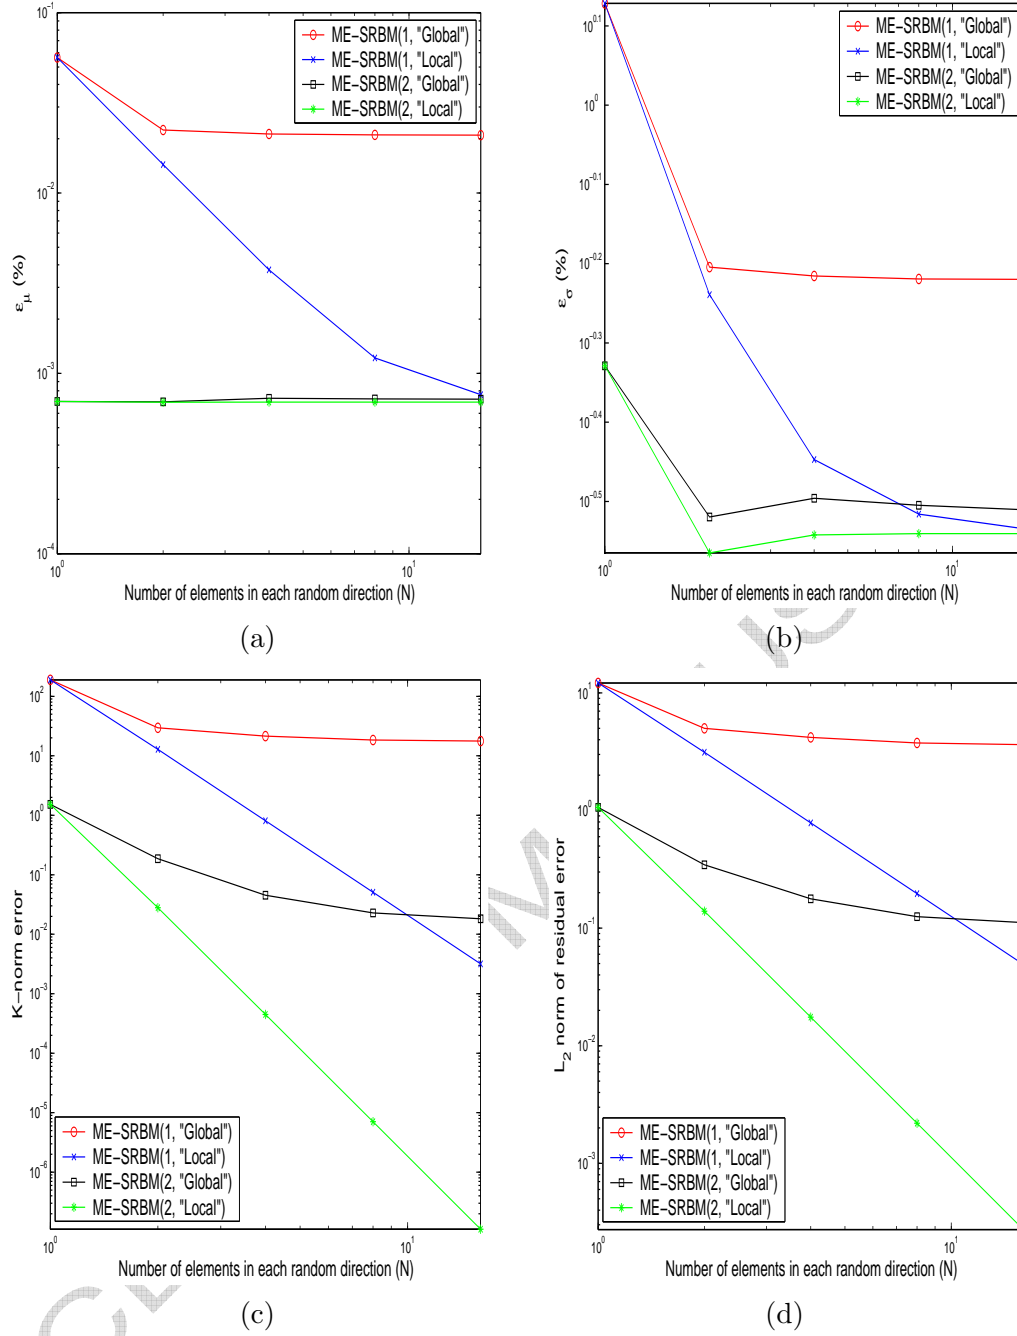 10^-1
10^-2
10^-3
10^-4
10^0
10^1
ε_μ (%)
ME-SRBM(1, "Global")
ME-SRBM(1, "Local")
ME-SRBM(2, "Global")
ME-SRBM(2, "Local")
Number of elements in each random direction (N)
(a)
10^0.1
10^0
10^-0.1
10^-0.2
10^-0.3
10^-0.4
10^-0.5
10^0
10^1
ε_σ (%)
ME-SRBM(1, "Global")
ME-SRBM(1, "Local")
ME-SRBM(2, "Global")
ME-SRBM(2, "Local")
Number of elements in each random direction (N)
(b)
10^2
10^1
10^0
10^-1
10^-2
10^-3
10^-4
10^-5
10^-6
10^0
10^1
K-norm error
ME-SRBM(1, "Global")
ME-SRBM(1, "Local")
ME-SRBM(2, "Global")
ME-SRBM(2, "Local")
Number of elements in each random direction (N)
(c)
10^1
10^0
10^-1
10^-2
10^-3
10^0
10^1
L_2 norm of residual error
ME-SRBM(1, "Global")
ME-SRBM(1, "Local")
ME-SRBM(2, "Global")
ME-SRBM(2, "Local")
Number of elements in each random direction (N)
(d)